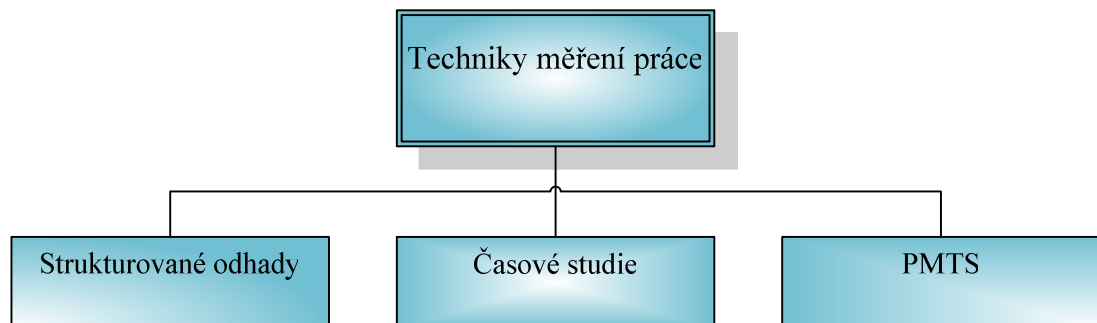 Techniky měření práce
Strukturované odhady
Časové studie
PMTS